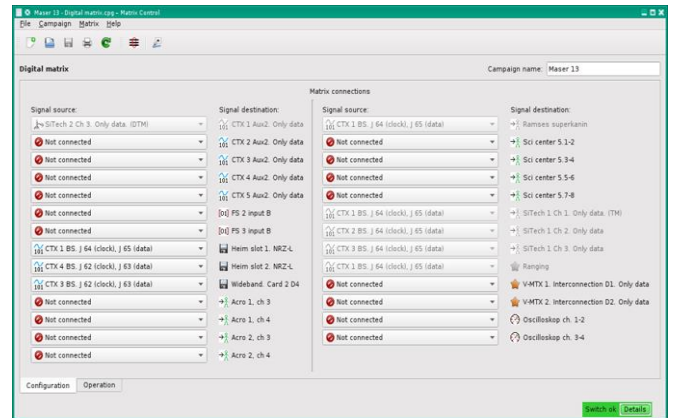 Maser 13 - Digital matrix.cpg - Matrix Control
File Campaign Matrix Help
Digital matrix
Campaign name: Maser 13
Matrix connections
Signal source: Signal destination: Signal source: Signal destination:
SiTech 2 Ch 3. Only data. (DTM) CTX 1 Aux2. Only data CTX 1 BS. J 64 (clock), J 65 (data) Ramses superkanin
Not connected CTX 2 Aux2. Only data Not connected Sci center 5.1-2
Not connected CTX 3 Aux2. Only data Not connected Sci center 5.3-4
Not connected CTX 4 Aux2. Only data Not connected Sci center 5.5-6
Not connected CTX 5 Aux2. Only data Not connected Sci center 5.7-8
Not connected [01] FS 2 input B CTX 1 BS. J 64 (clock), J 65 (data) SiTech 1 Ch 1. Only data. (TM)
Not connected [01] FS 3 input B CTX 2 BS. J 64 (clock), J 65 (data) SiTech 1 Ch 2. Only data
CTX 1 BS. J 64 (clock), J 65 (data) Heim slot 1. NRZ-L CTX 3 BS. J 64 (clock), J 65 (data) SiTech 1 Ch 3. Only data
CTX 4 BS. J 62 (clock), J 63 (data) Heim slot 2. NRZ-L CTX 1 BS. J 64 (clock), J 65 (data) Ranging
CTX 3 BS. J 62 (clock), J 63 (data) Wideband. Card 2 D4 Not connected V-MTX 1. Interconnection D1. Only data
Not connected Acro 1, ch 3 Not connected V-MTX 2. Interconnection D2. Only data
Not connected Acro 1, ch 4 Not connected Oscilloskop ch. 1-2
Not connected Acro 2, ch 3 Not connected Oscilloskop ch. 3-4
Not connected Acro 2, ch 4
Configuration Operation
Switch ok Details